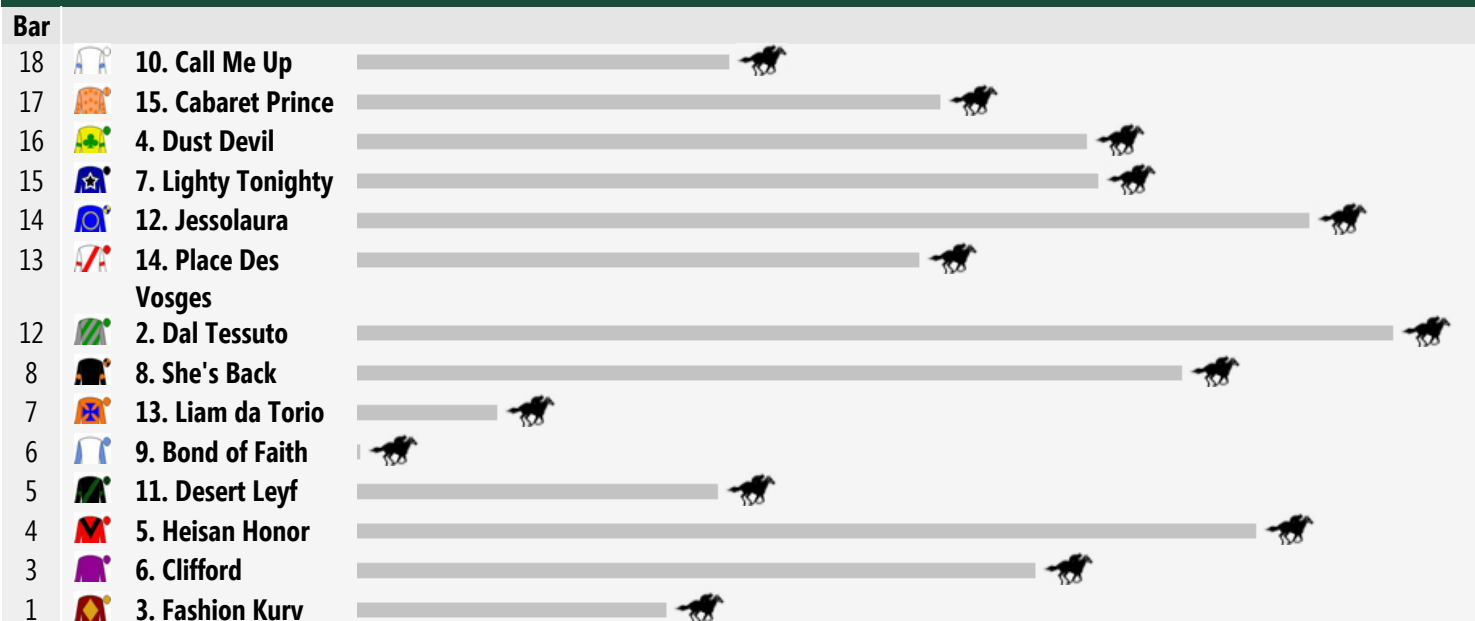 Bar
18 10. Call Me Up
17 15. Cabaret Prince
16 4. Dust Devil
15 7. Lighty Tonighty
14 12. Jessolaura
13 14. Place Des
Vosges
12 2. Dal Tessuto
8 8. She's Back
7 13. Liam da Torio
6 9. Bond of Faith
5 11. Desert Leyf
4 5. Heisan Honor
3 6. Clifford
1 3. Fashion Kurv